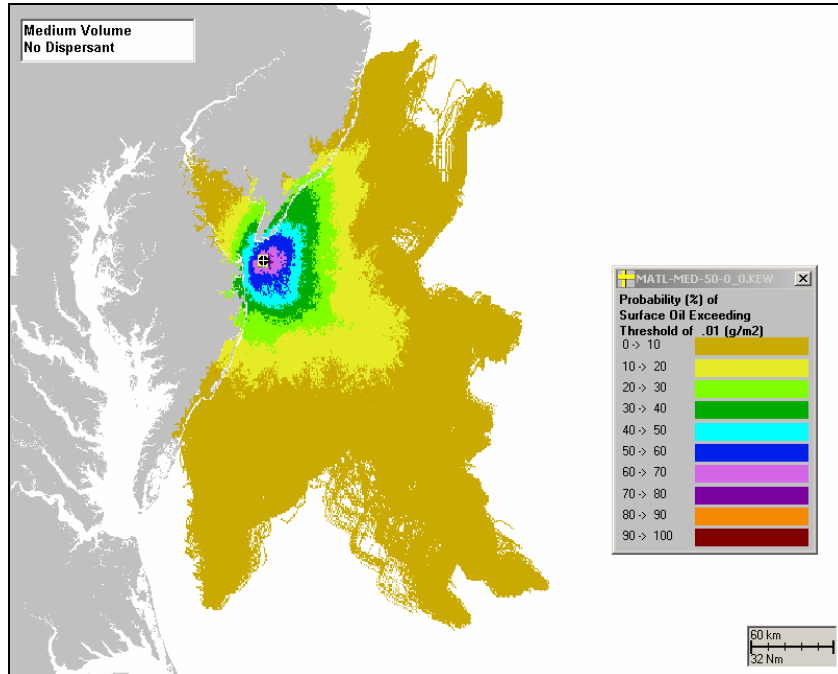 Medium Volume
No Dispersant
MATL-MED-50-0_0.KEW
Probability (%) of
Surface Oil Exceeding
Threshold of .01 (g/m2)
0 -> 10
10 -> 20
20 -> 30
30 -> 40
40 -> 50
50 -> 60
60 -> 70
70 -> 80
80 -> 90
90 -> 100
60 km
32 Nm